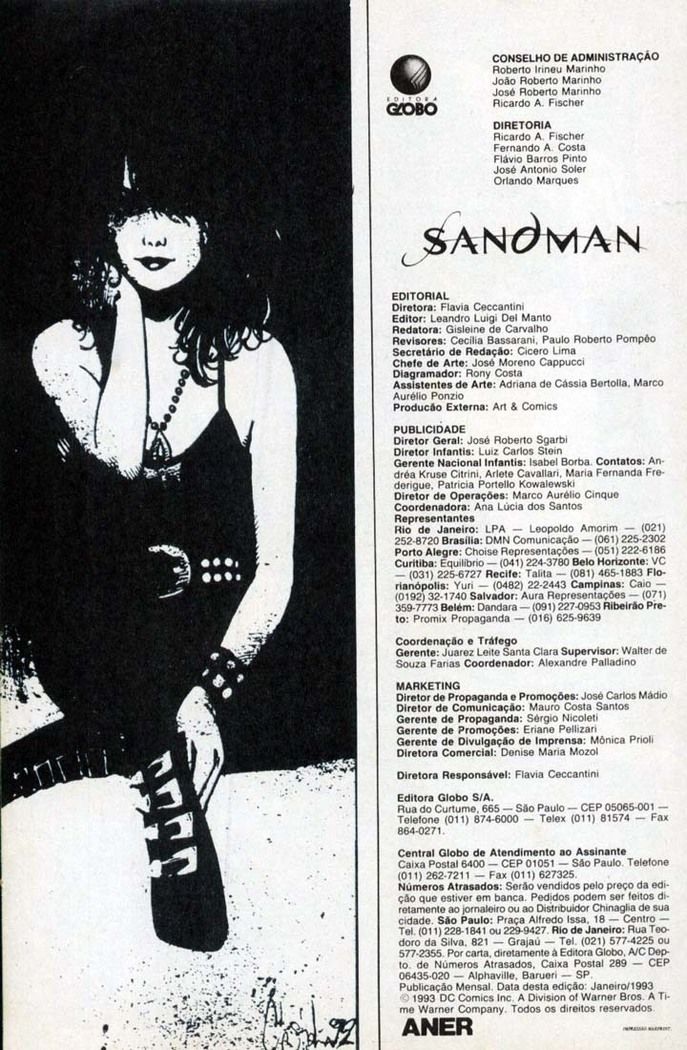 EDITORA
GLOBO
CONSELHO DE ADMINISTRAÇÃO
Roberto Irineu Marinho
João Roberto Marinho
José Roberto Marinho
Ricardo A. Fischer
DIRETORIA
Ricardo A. Fischer
Fernando A. Costa
Flávio Barros Pinto
José Antonio Soler
Orlando Marques
SANDMAN
EDITORIAL
Diretora: Flavia Ceccantini
Editor: Leandro Luigi Del Manto
Redatora: Gisleine de Carvalho
Revisores: Cecília Bassarani, Paulo Roberto Pompêo
Secretário de Redação: Cicero Lima
Chefe de Arte: José Moreno Cappucci
Diagramador: Rony Costa
Assistentes de Arte: Adriana de Cássia Bertolla, Marco
Aurélio Ponzio
Producão Externa: Art & Comics
PUBLICIDADE
Diretor Geral: José Roberto Sgarbi
Diretor Infantis: Luiz Carlos Stein
Gerente Nacional Infantis: Isabel Borba. Contatos: An-
dréa Kruse Citrini, Arlete Cavallari, Maria Fernanda Fre-
derigue, Patricia Portello Kowalewski
Diretor de Operações: Marco Aurélio Cinque
Coordenadora: Ana Lúcia dos Santos
Representantes
Rio de Janeiro: LPA — Leopoldo Amorim — (021)
252-8720 Brasília: DMN Comunicação — (061) 225-2302
Porto Alegre: Choise Representações — (051) 222-6186
Curitiba: Equilíbrio — (041) 224-3780 Belo Horizonte: VC
— (031) 225-6727 Recife: Talita — (081) 465-1883 Flo-
rianópolis: Yuri — (0482) 22-2443 Campinas: Caio —
(0192) 32-1740 Salvador: Aura Representações — (071)
359-7773 Belém: Dandara — (091) 227-0953 Ribeirão Pre-
to: Promix Propaganda — (016) 625-9639
Coordenação e Tráfego
Gerente: Juarez Leite Santa Clara Supervisor: Walter de
Souza Farias Coordenador: Alexandre Palladino
MARKETING
Diretor de Propaganda e Promoções: José Carlos Mádio
Diretor de Comunicação: Mauro Costa Santos
Gerente de Propaganda: Sérgio Nicoleti
Gerente de Promoções: Eriane Pellizari
Gerente de Divulgação de Imprensa: Mônica Prioli
Diretora Comercial: Denise Maria Mozol
Diretora Responsável: Flavia Ceccantini
Editora Globo S/A.
Rua do Curtume, 665 — São Paulo — CEP 05065-001 —
Telefone (011) 874-6000 — Telex (011) 81574 — Fax
864-0271.
Central Globo de Atendimento ao Assinante
Caixa Postal 6400 — CEP 01051 — São Paulo. Telefone
(011) 262-7211 — Fax (011) 627325.
Números Atrasados: Serão vendidos pelo preço da edi-
ção que estiver em banca. Pedidos podem ser feitos di-
retamente ao jornaleiro ou ao Distribuidor Chinaglia de sua
cidade. São Paulo: Praça Alfredo Issa, 18 — Centro —
Tel. (011) 228-1841 ou 229-9427. Rio de Janeiro: Rua Teo-
doro da Silva, 821 — Grajaú — Tel. (021) 577-4225 ou
577-2355. Por carta, diretamente à Editora Globo, A/C Dep-
to. de Números Atrasados, Caixa Postal 289 — CEP
06435-020 — Alphaville, Barueri — SP.
Publicação Mensal. Data desta edição: Janeiro/1993
© 1993 DC Comics Inc. A Division of Warner Bros. A Ti-
me Warner Company. Todos os direitos reservados.
ANER
92